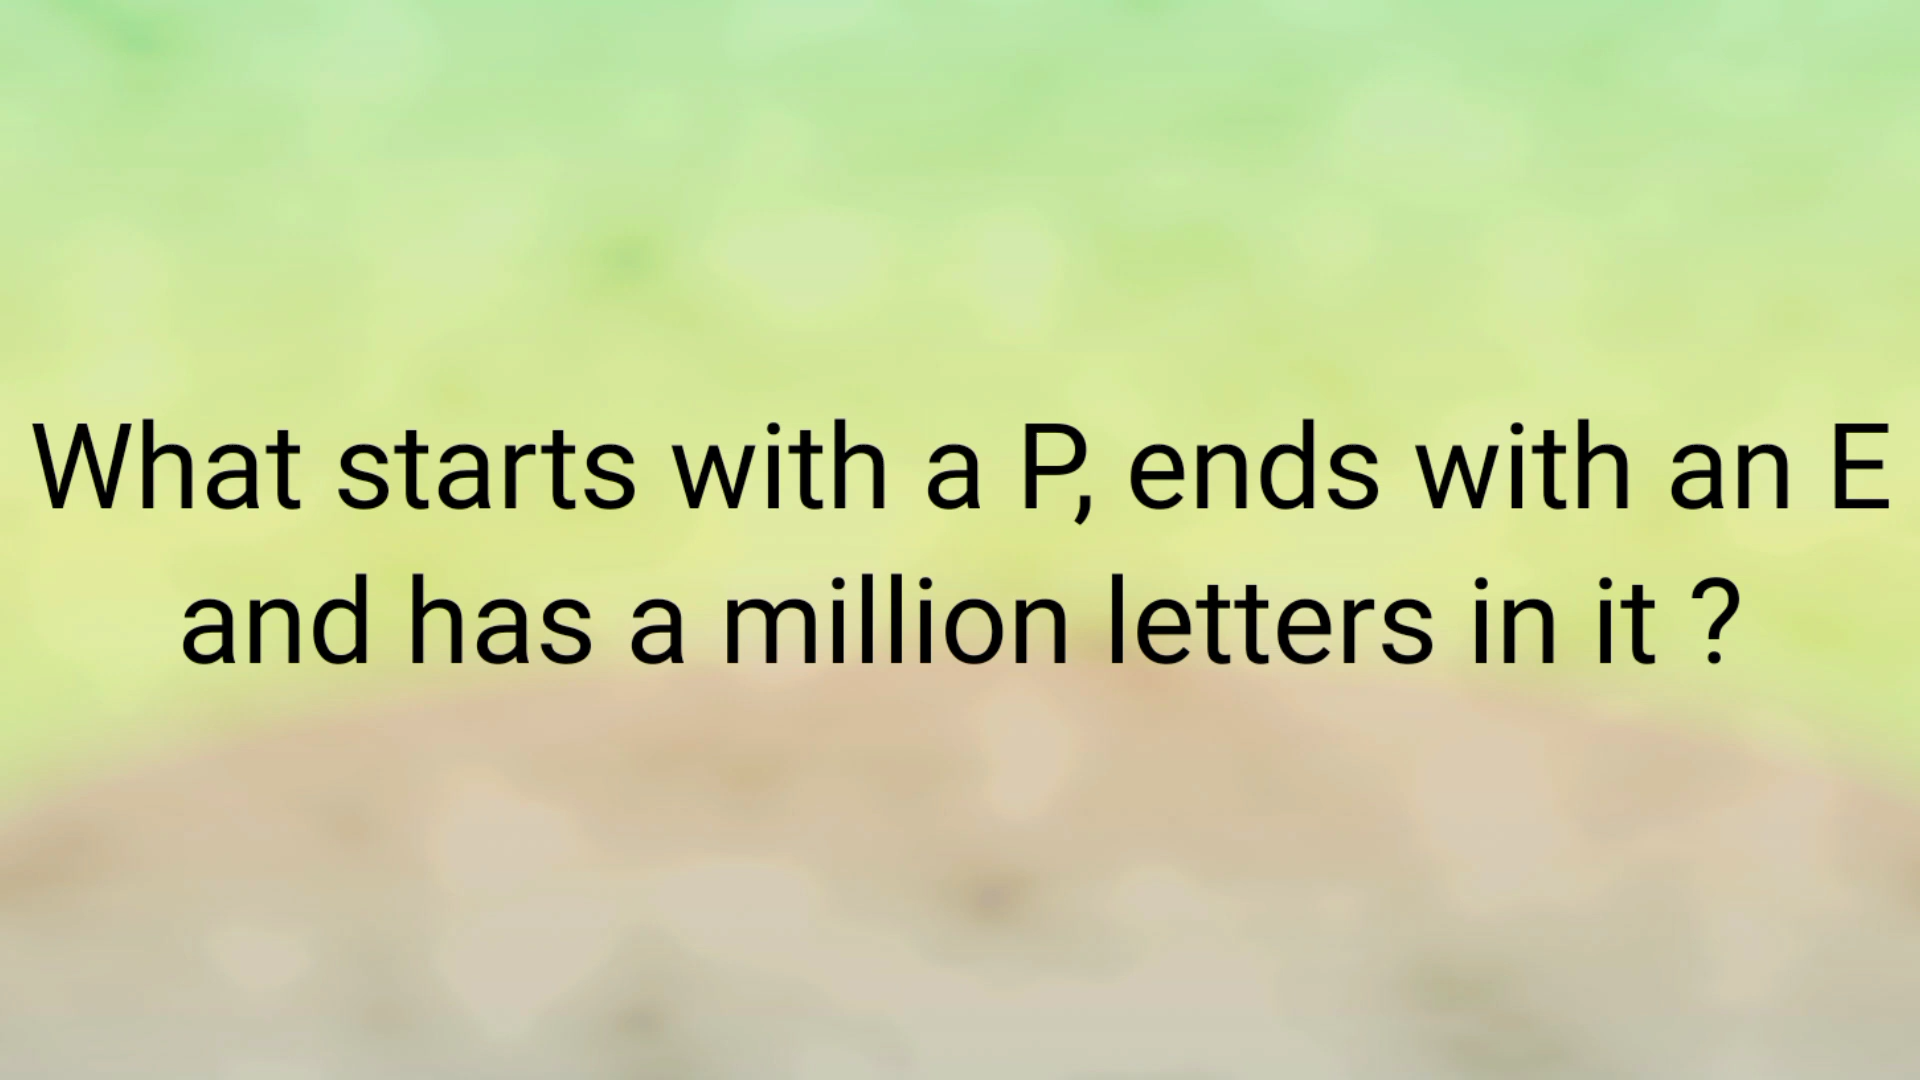 What starts with a P, ends with an E
and has a million letters in it ?